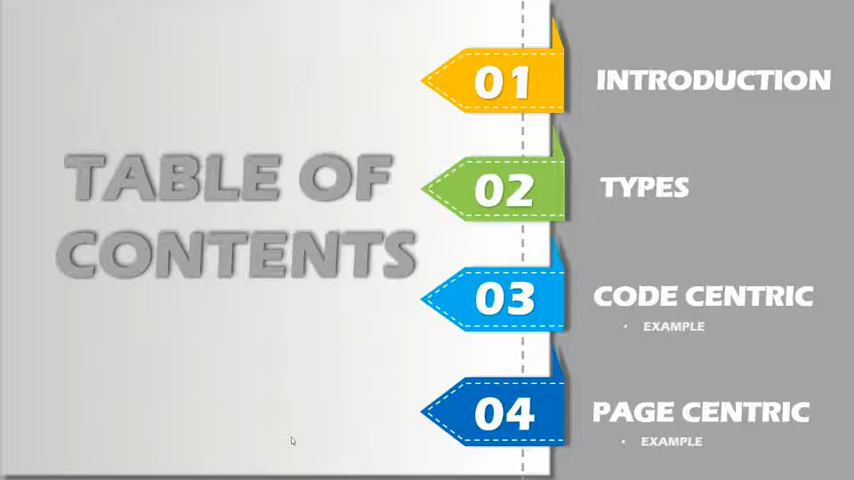 TABLE OF
CONTENTS
01 INTRODUCTION
02 TYPES
03 CODE CENTRIC
• EXAMPLE
04 PAGE CENTRIC
• EXAMPLE